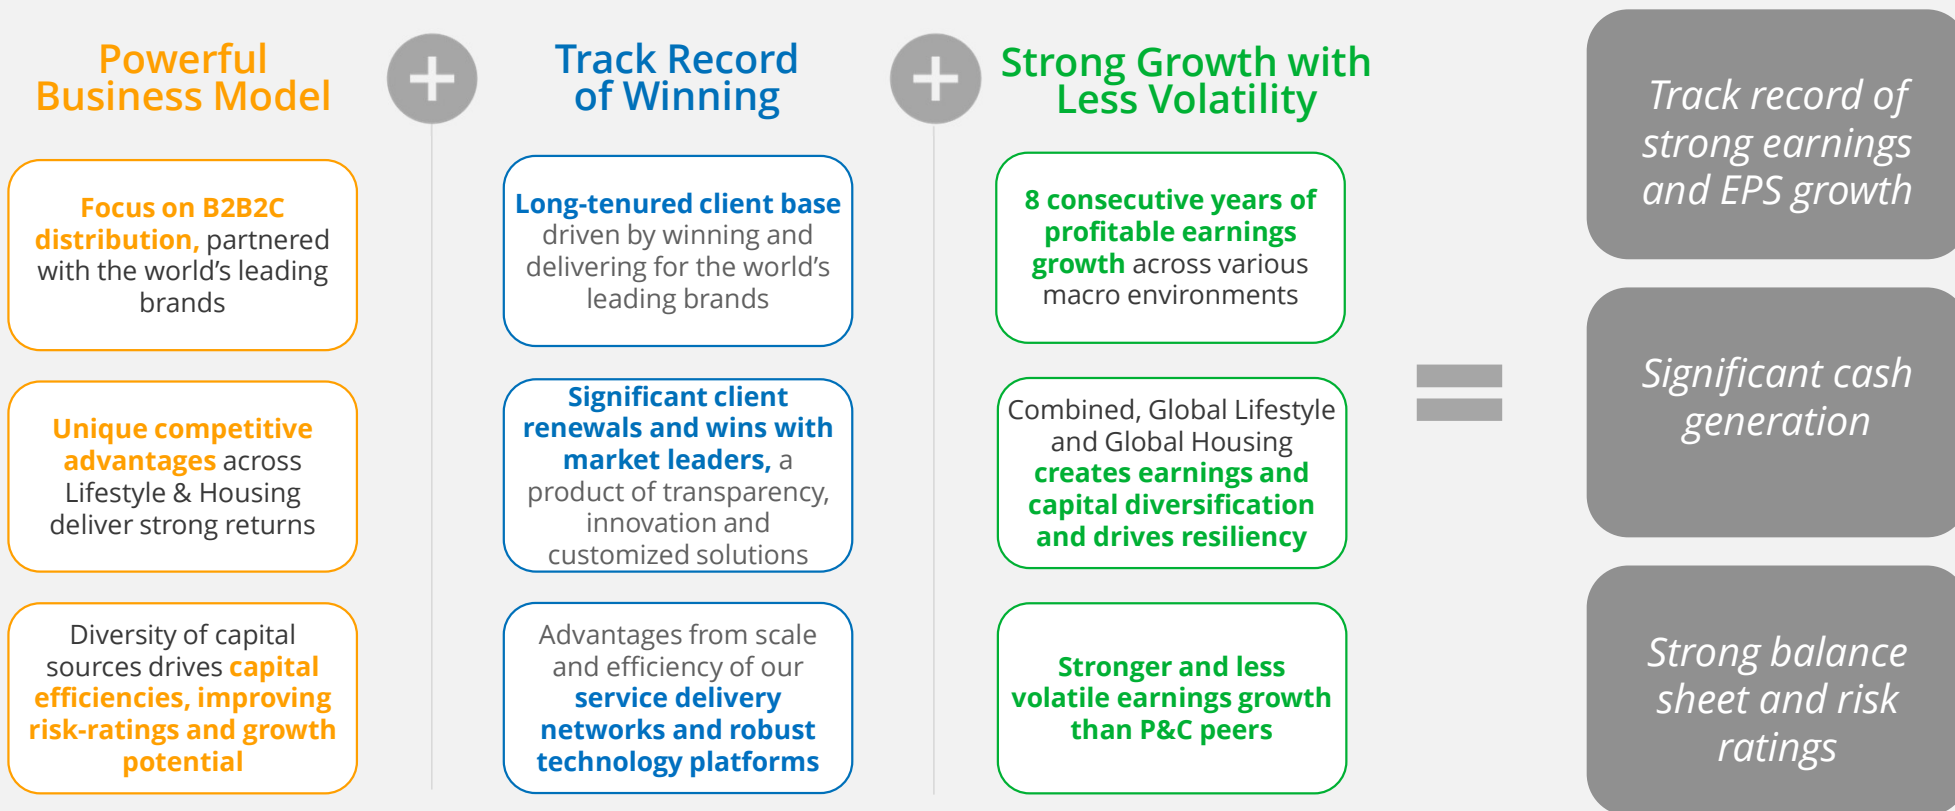 Powerful
Business Model
+
Track Record
of Winning
+
Strong Growth with
Less Volatility
Focus on B2B2C
distribution, partnered
with the world's leading
brands
Unique competitive
advantages across
Lifestyle & Housing
deliver strong returns
Diversity of capital
sources drives capital
efficiencies, improving
risk-ratings and growth
potential
Long-tenured client base
driven by winning and
delivering for the world's
leading brands
Significant client
renewals and wins with
market leaders, a
product of transparency,
innovation and
customized solutions
Advantages from scale
and efficiency of our
service delivery
networks and robust
technology platforms
8 consecutive years of
profitable earnings
growth across various
macro environments
Combined, Global Lifestyle
and Global Housing
creates earnings and
capital diversification
and drives resiliency
Stronger and less
volatile earnings growth
than P&C peers
=
Track record of
strong earnings
and EPS growth
Significant cash
generation
Strong balance
sheet and risk
ratings